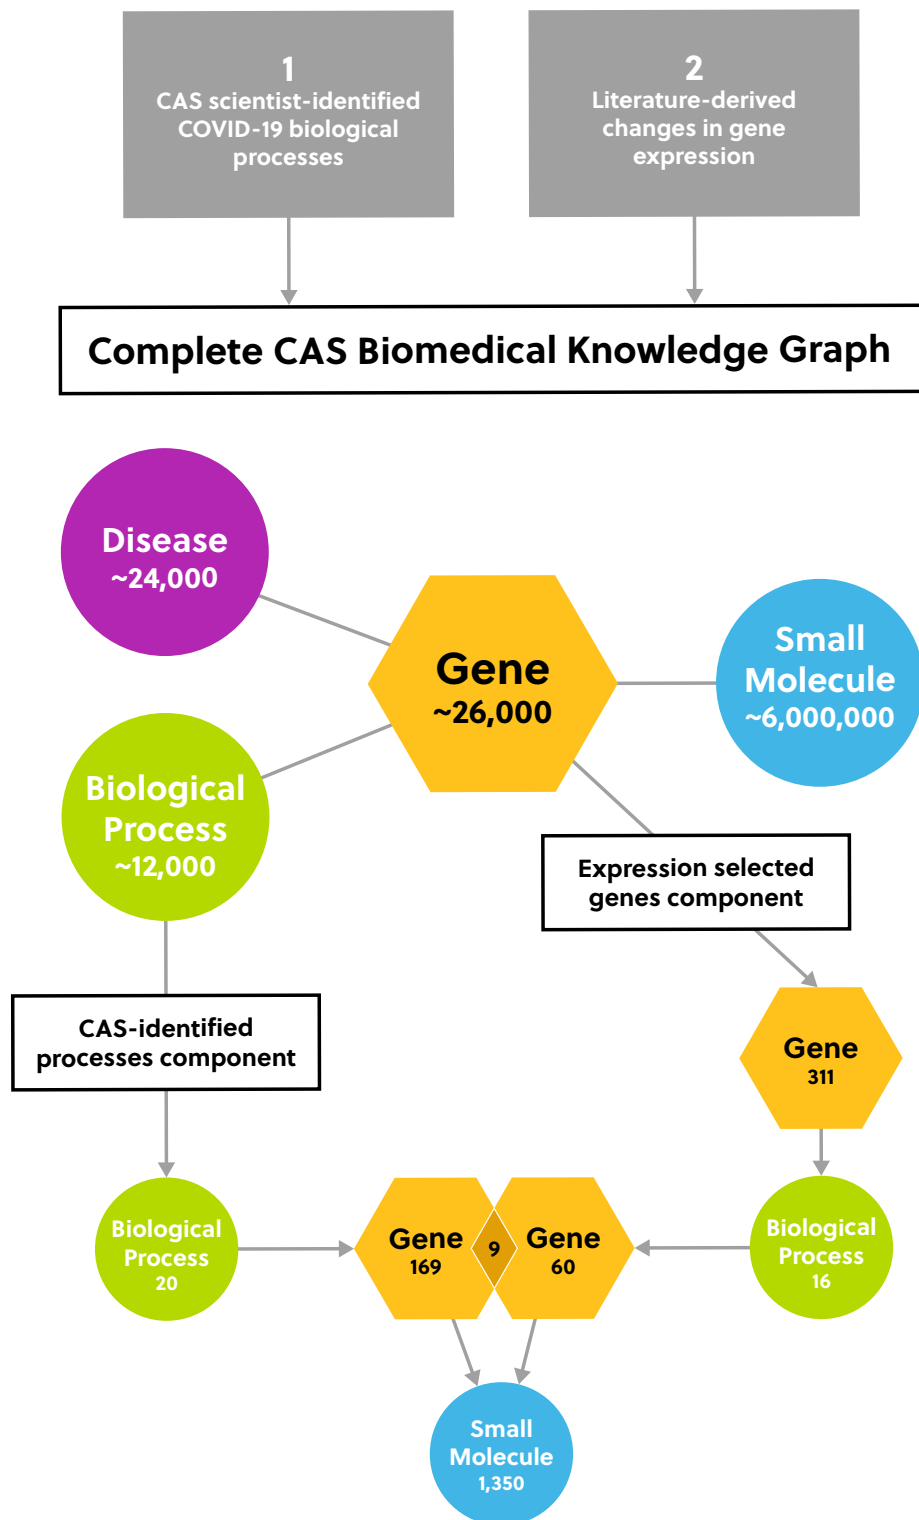 1
CAS scientist-identified
COVID-19 biological
processes
2
Literature-derived
changes in gene
expression
Complete CAS Biomedical Knowledge Graph
Disease
~24,000
Gene
~26,000
Small
Molecule
~6,000,000
Biological
Process
~12,000
Expression selected
genes component
CAS-identified
processes component
Gene
311
Biological
Process
20
Gene
169
9
Gene
60
Biological
Process
16
Small
Molecule
1,350